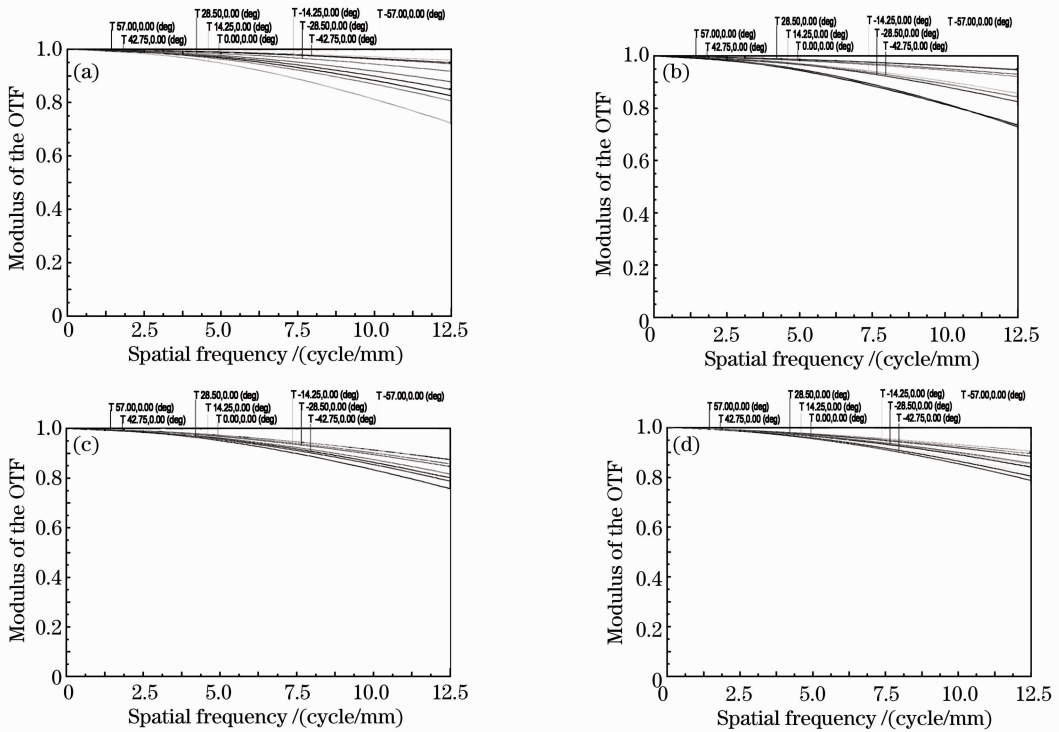 T 28.50,0.00 (deg) T -14.25,0.00 (deg) T -57.00,0.00 (deg)
T 57.00,0.00 (deg) T 14.25,0.00 (deg) T -28.50,0.00 (deg)
T 42.75,0.00 (deg) T 0.00,0.00 (deg) T -42.75,0.00 (deg)
(a)
Modulus of the OTF
1.0
0.8
0.6
0.4
0.2
0
0 2.5 5.0 7.5 10.0 12.5
Spatial frequency /(cycle/mm)
T 28.50,0.00 (deg) T -14.25,0.00 (deg) T -57.00,0.00 (deg)
T 57.00,0.00 (deg) T 14.25,0.00 (deg) T -28.50,0.00 (deg)
T 42.75,0.00 (deg) T 0.00,0.00 (deg) T -42.75,0.00 (deg)
(b)
Modulus of the OTF
1.0
0.8
0.6
0.4
0.2
0
0 2.5 5.0 7.5 10.0 12.5
Spatial frequency /(cycle/mm)
T 28.50,0.00 (deg) T -14.25,0.00 (deg) T -57.00,0.00 (deg)
T 57.00,0.00 (deg) T 14.25,0.00 (deg) T -28.50,0.00 (deg)
T 42.75,0.00 (deg) T 0.00,0.00 (deg) T -42.75,0.00 (deg)
(c)
Modulus of the OTF
1.0
0.8
0.6
0.4
0.2
0
0 2.5 5.0 7.5 10.0 12.5
Spatial frequency /(cycle/mm)
T 28.50,0.00 (deg) T -14.25,0.00 (deg) T -57.00,0.00 (deg)
T 57.00,0.00 (deg) T 14.25,0.00 (deg) T -28.50,0.00 (deg)
T 42.75,0.00 (deg) T 0.00,0.00 (deg) T -42.75,0.00 (deg)
(d)
Modulus of the OTF
1.0
0.8
0.6
0.4
0.2
0
0 2.5 5.0 7.5 10.0 12.5
Spatial frequency /(cycle/mm)